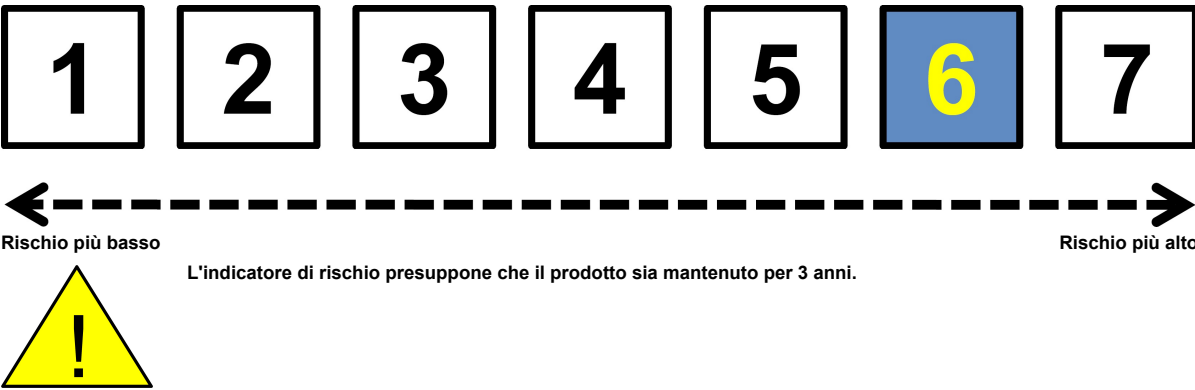 1 2 3 4 5 6 7
Rischio più basso Rischio più alto
L'indicatore di rischio presuppone che il prodotto sia mantenuto per 3 anni.
!